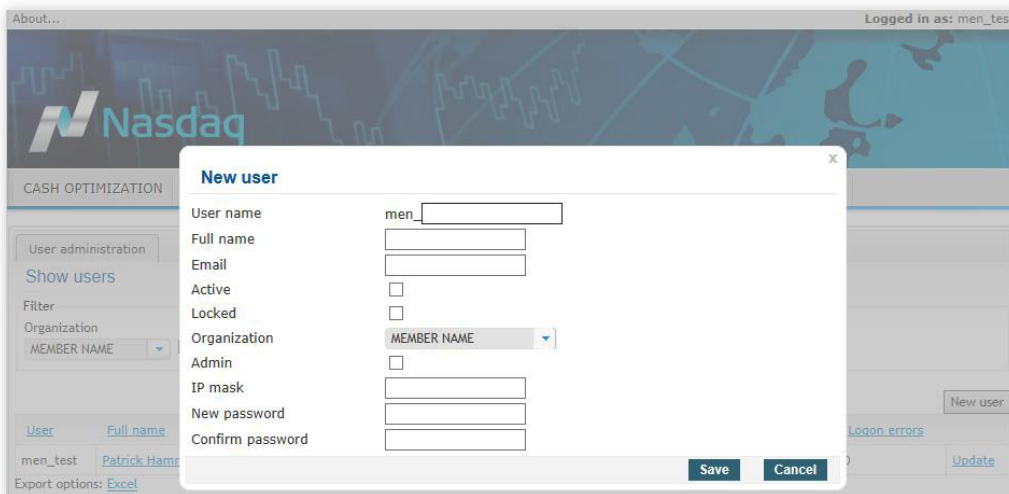 About...
Logged in as: men_tes
Nasdaq
CASH OPTIMIZATION
x
New user
User name men_
Full name
Email
Active
Locked
Organization MEMBER NAME
Admin
IP mask
New password
Confirm password
Save Cancel
User administration
Show users
Filter
Organization
MEMBER NAME
New user
User Full name Logon errors
men_test Patrick Hamr Update
Export options: Excel